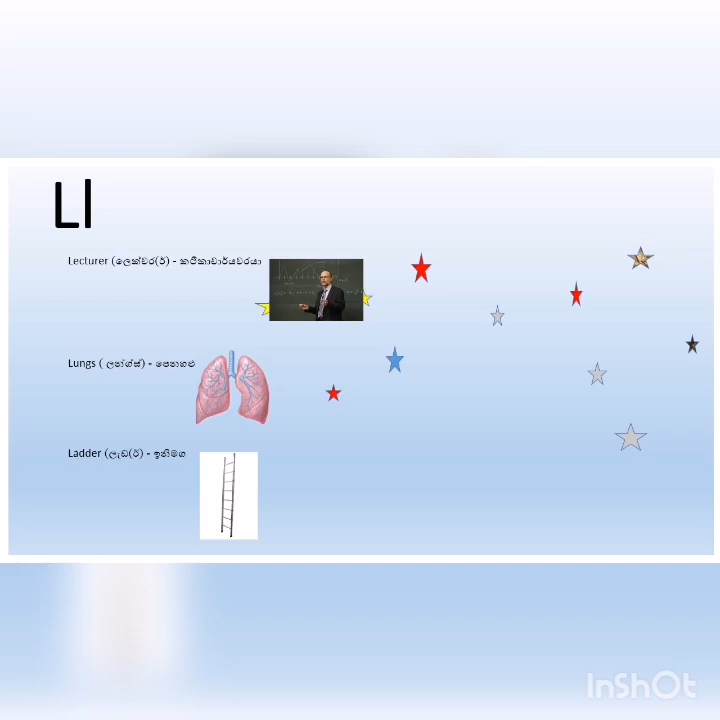 Ll
Lecturer (ලෙක්චර(ර්) - කථිකාචාර්යවරයා
Lungs ( ලන්ග්ස්) - පෙනහළු
Ladder (ලැඩ(ර්) - ඉනිමග
InShOt